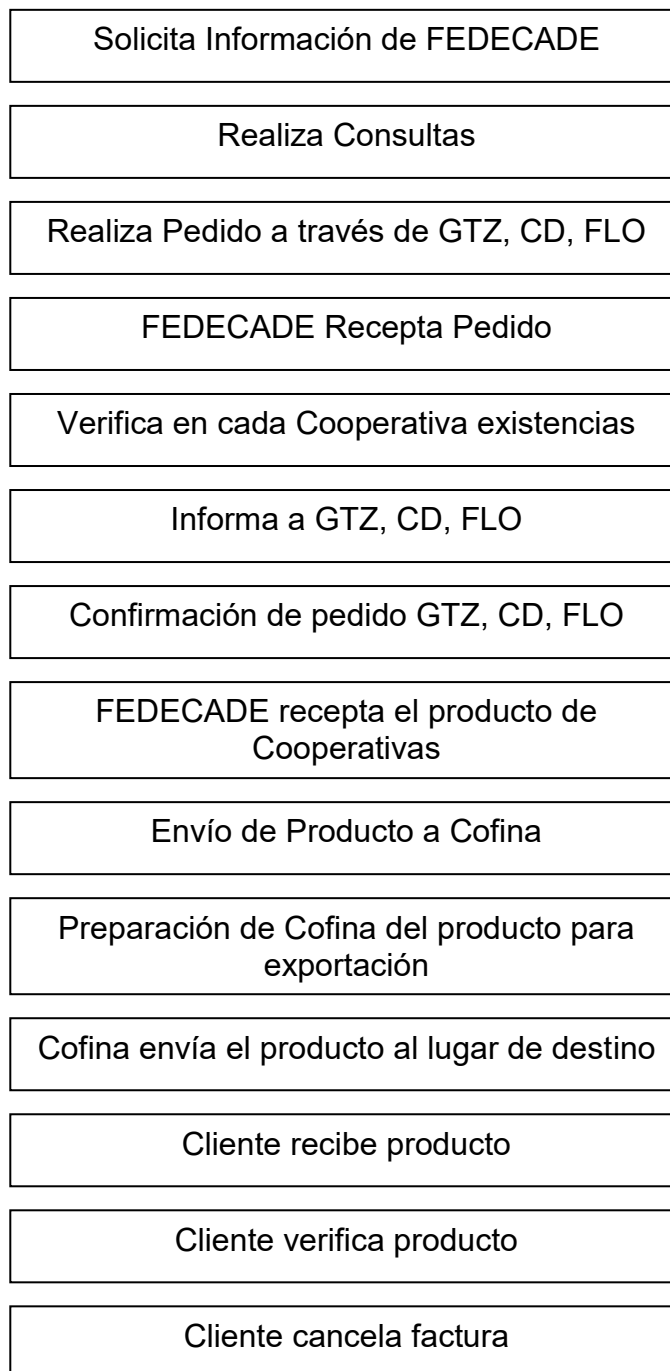 Solicita Información de FEDECADE
Realiza Consultas
Realiza Pedido a través de GTZ, CD, FLO
FEDECADE Recepta Pedido
Verifica en cada Cooperativa existencias
Informa a GTZ, CD, FLO
Confirmación de pedido GTZ, CD, FLO
FEDECADE recepta el producto de
Cooperativas
Envío de Producto a Cofina
Preparación de Cofina del producto para
exportación
Cofina envía el producto al lugar de destino
Cliente recibe producto
Cliente verifica producto
Cliente cancela factura